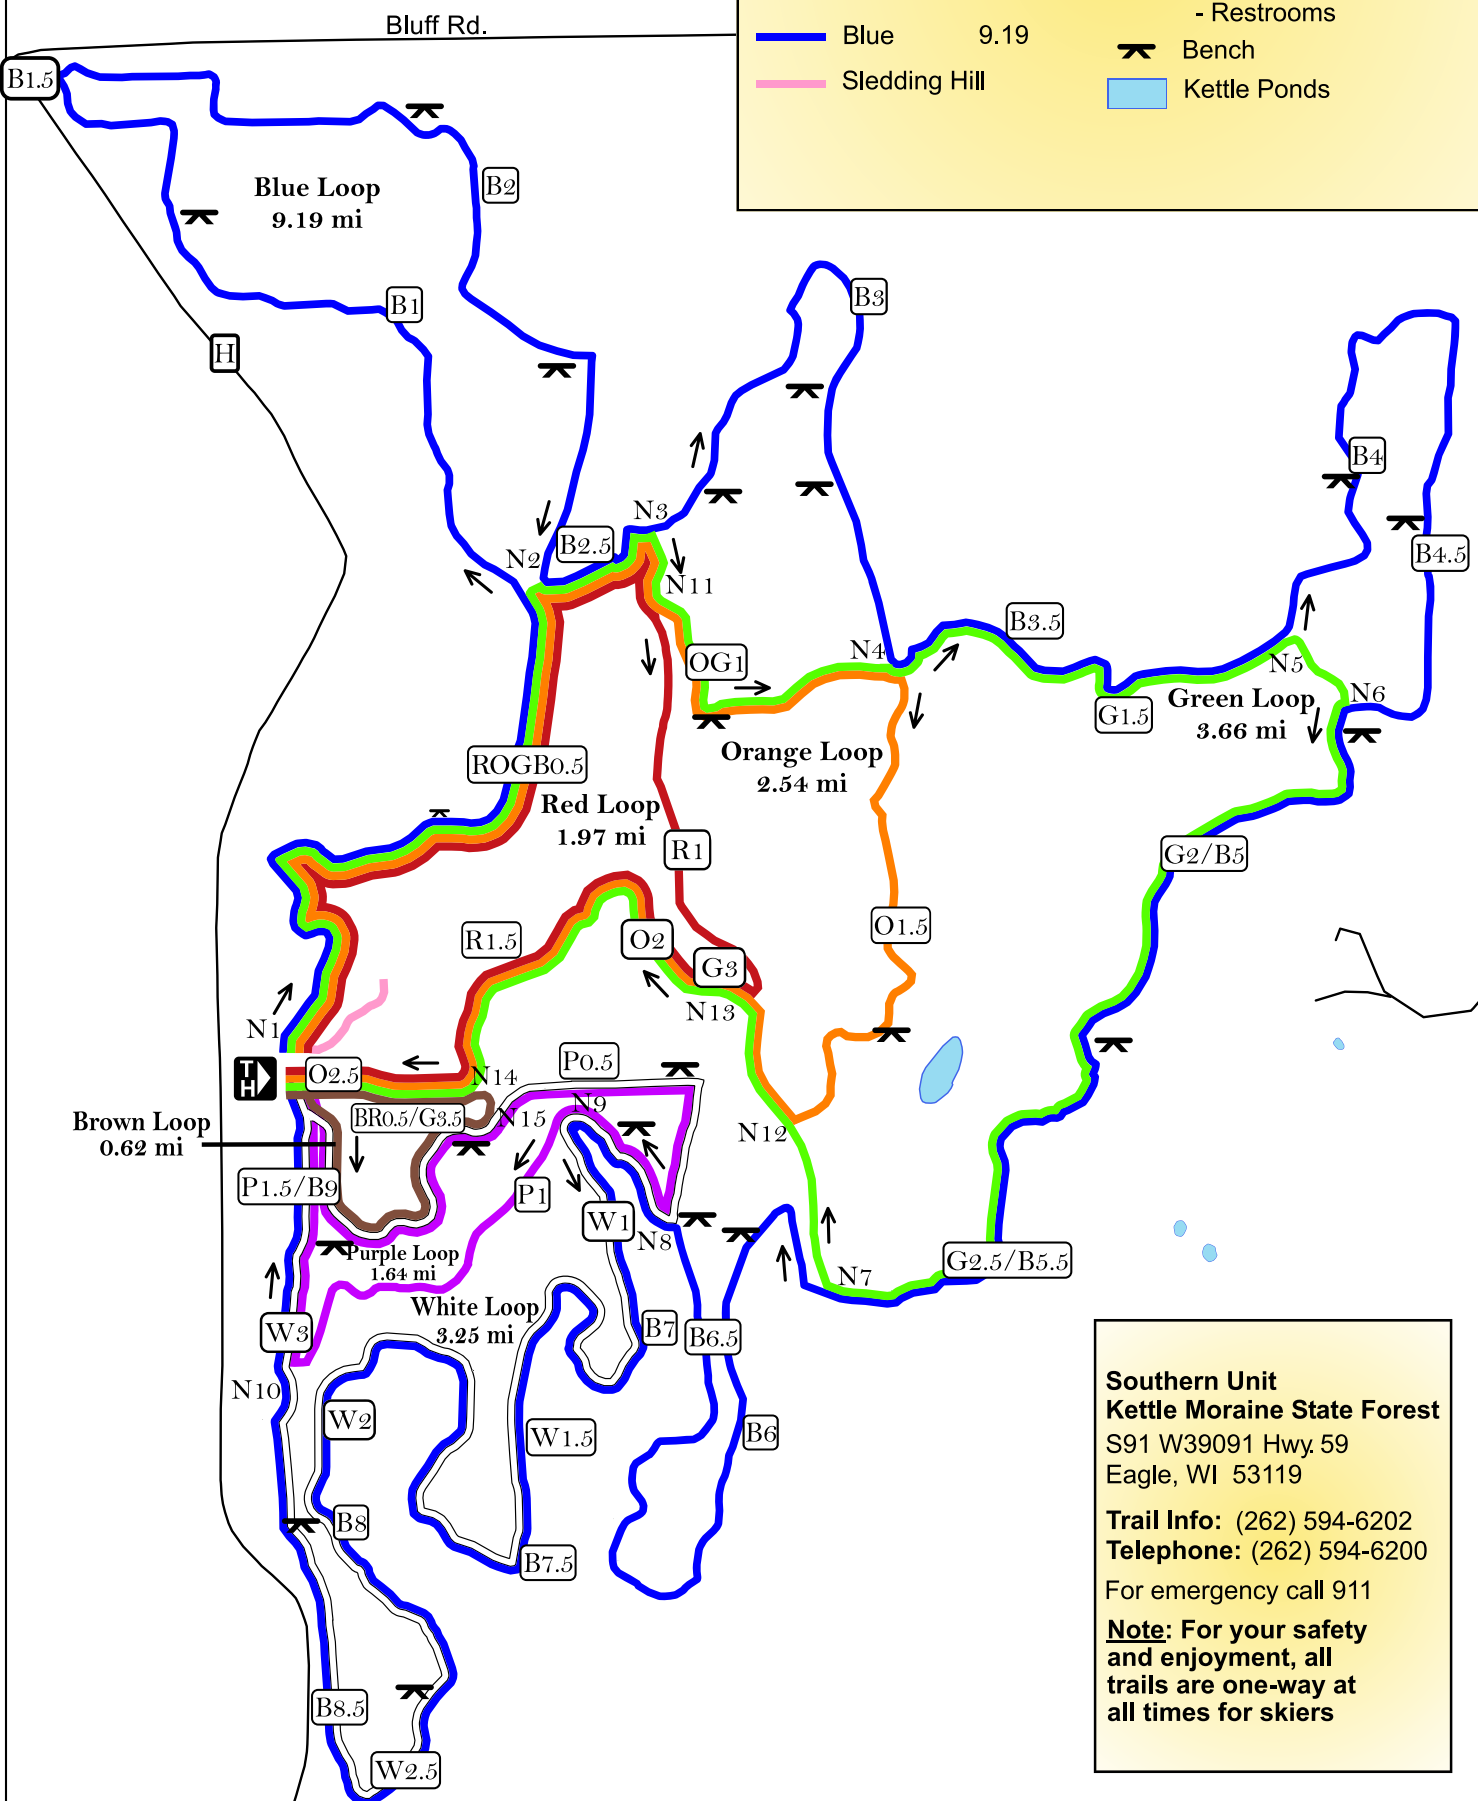 Bluff Rd.
- Restrooms
Blue 9.19
Bench
Sledding Hill
Kettle Ponds
B1.5
B2
Blue Loop
9.19 mi
B1
B3
H
B4
N3
B2.5
N2
B4.5
N11
B3.5
N4
OG1
N5
N6
Green Loop
3.66 mi
G1.5
Orange Loop
2.54 mi
ROGB0.5
Red Loop
1.97 mi
R1
G2/B5
O1.5
R1.5
O2
G3
N13
N1
P0.5
TH
O2.5
N14
N9
BR0.5/G3.5
N15
Brown Loop
0.62 mi
N12
P1.5/B9
P1
W1
N8
Purple Loop
1.64 mi
G2.5/B5.5
N7
White Loop
3.25 mi
W3
B7
B6.5
N10
W2
W1.5
B6
B8
B7.5
B8.5
W2.5
Southern Unit
Kettle Moraine State Forest
S91 W39091 Hwy. 59
Eagle, WI 53119
Trail Info: (262) 594-6202
Telephone: (262) 594-6200
For emergency call 911
Note: For your safety
and enjoyment, all
trails are one-way at
all times for skiers